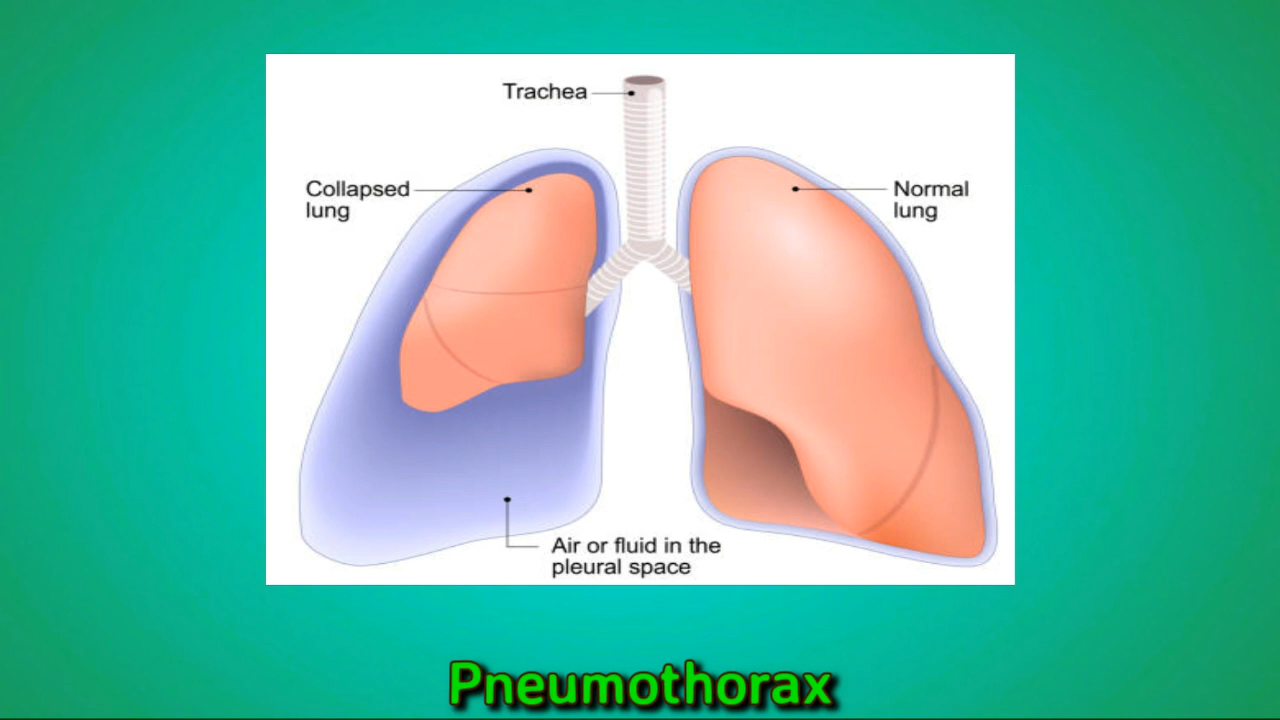 Trachea
Collapsed
lung
Normal
lung
Air or fluid in the
pleural space
Pneumothorax